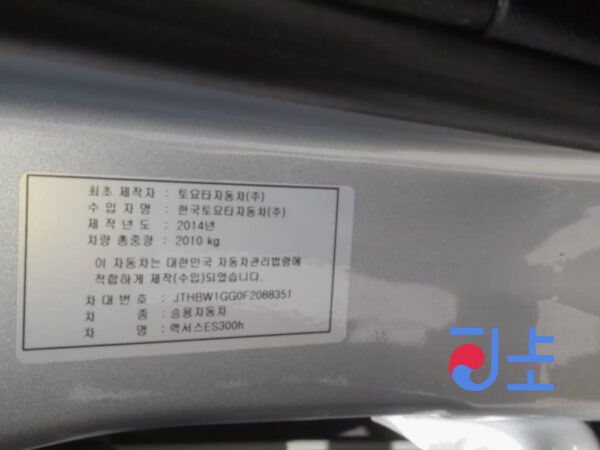 최초 제작자 : 토요타자동차(주)
수입자명 : 한국토요타자동차(주)
제작년도 : 2014년
차량 총중량 : 2010 kg
이 자동차는 대한민국 자동차관리법령에
적합하게 제작(수입)되었습니다.
차대번호 : JTHBW1GG0F2088351
차 종 : 승용자동차
차 명 : 렉서스ES300h